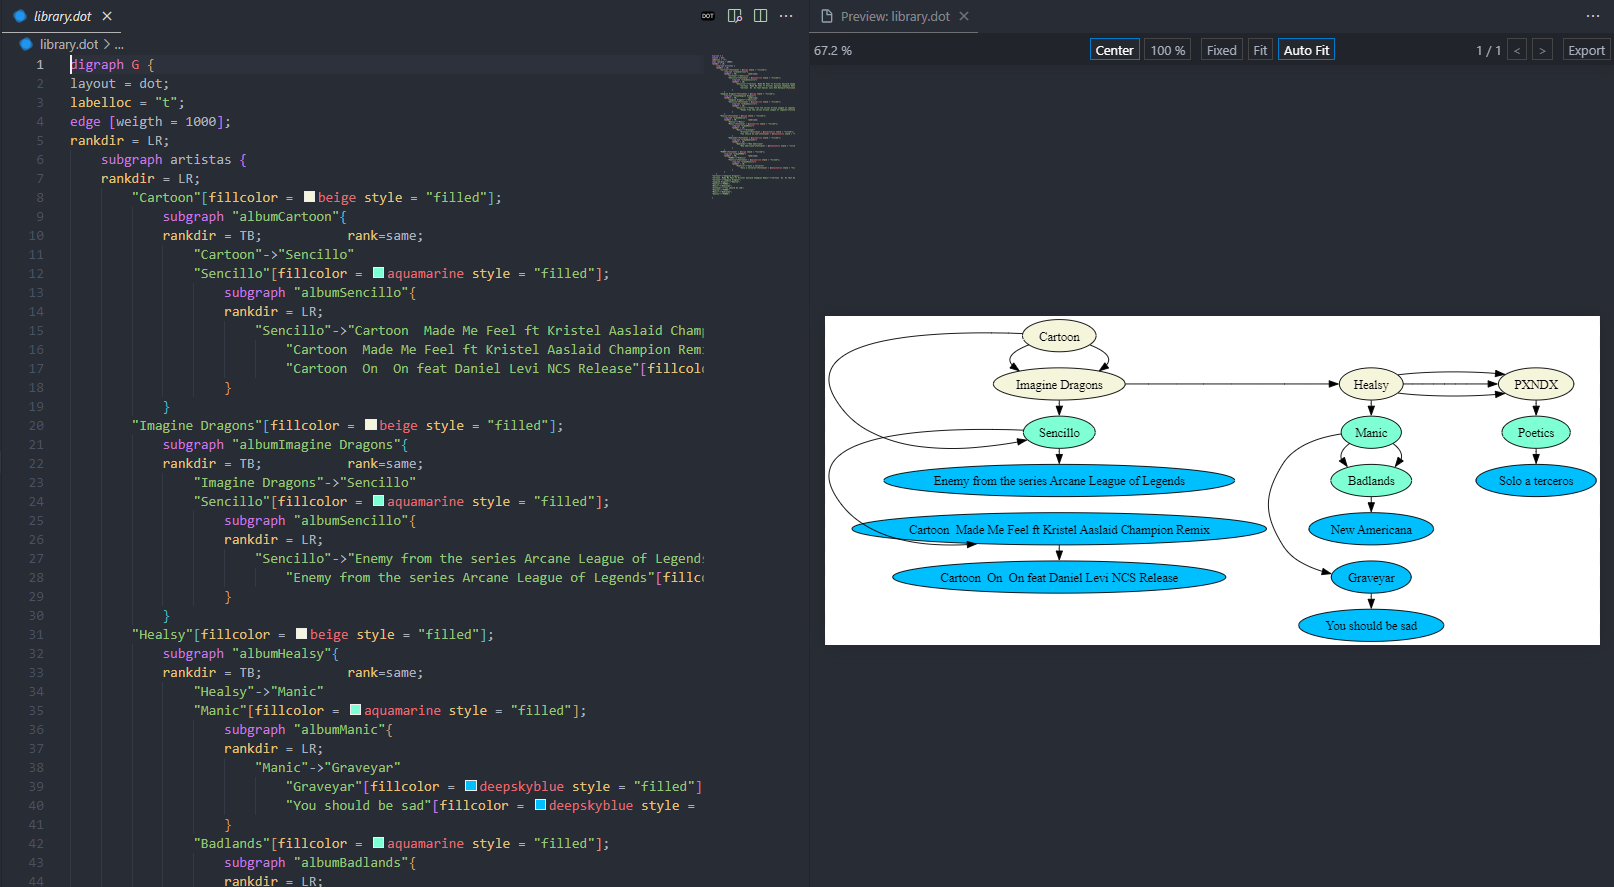 library.dot
DOT
library.dot > ...
1 digraph G {
2 layout = dot;
3 labelloc = "t";
4 edge [weigth = 1000];
5 rankdir = LR;
6 subgraph artistas {
7 rankdir = LR;
8 "Cartoon"[fillcolor = beige style = "filled"];
9 subgraph "albumCartoon"{
10 rankdir = TB; rank=same;
11 "Cartoon"->"Sencillo"
12 "Sencillo"[fillcolor = aquamarine style = "filled"];
13 subgraph "albumSencillo"{
14 rankdir = LR;
15 "Sencillo"->"Cartoon  Made Me Feel ft Kristel Aaslaid Champ
16 "Cartoon  Made Me Feel ft Kristel Aaslaid Champion Rem
17 "Cartoon  On  On feat Daniel Levi NCS Release"[fillcolo
18 }
19 }
20 "Imagine Dragons"[fillcolor = beige style = "filled"];
21 subgraph "albumImagine Dragons"{
22 rankdir = TB; rank=same;
23 "Imagine Dragons"->"Sencillo"
24 "Sencillo"[fillcolor = aquamarine style = "filled"];
25 subgraph "albumSencillo"{
26 rankdir = LR;
27 "Sencillo"->"Enemy from the series Arcane League of Legends
28 "Enemy from the series Arcane League of Legends"[fillc
29 }
30 }
31 "Healsy"[fillcolor = beige style = "filled"];
32 subgraph "albumHealsy"{
33 rankdir = TB; rank=same;
34 "Healsy"->"Manic"
35 "Manic"[fillcolor = aquamarine style = "filled"];
36 subgraph "albumManic"{
37 rankdir = LR;
38 "Manic"->"Graveyar"
39 "Graveyar"[fillcolor = deepskyblue style = "filled"]
40 "You should be sad"[fillcolor = deepskyblue style =
41 }
42 "Badlands"[fillcolor = aquamarine style = "filled"];
43 subgraph "albumBadlands"{
44 rankdir = LR;
Preview: library.dot
67.2 %
Center
100 %
Fixed
Fit
Auto Fit
1 / 1
<
>
Export
Cartoon
Imagine Dragons
Healsy
PXNDX
Sencillo
Manic
Poetics
Enemy from the series Arcane League of Legends
Badlands
Solo a terceros
Cartoon  Made Me Feel ft Kristel Aaslaid Champion Remix
New Americana
Cartoon  On  On feat Daniel Levi NCS Release
Graveyar
You should be sad